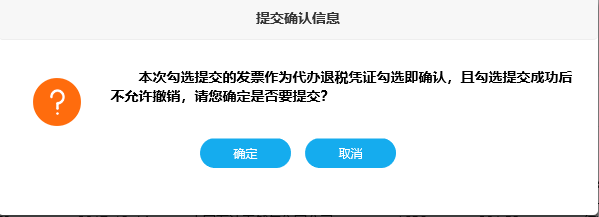 提交确认信息
本次勾选提交的发票作为代办退税凭证勾选即确认，且勾选提交成功后
不允许撤销，请您确定是否要提交？
确定
取消